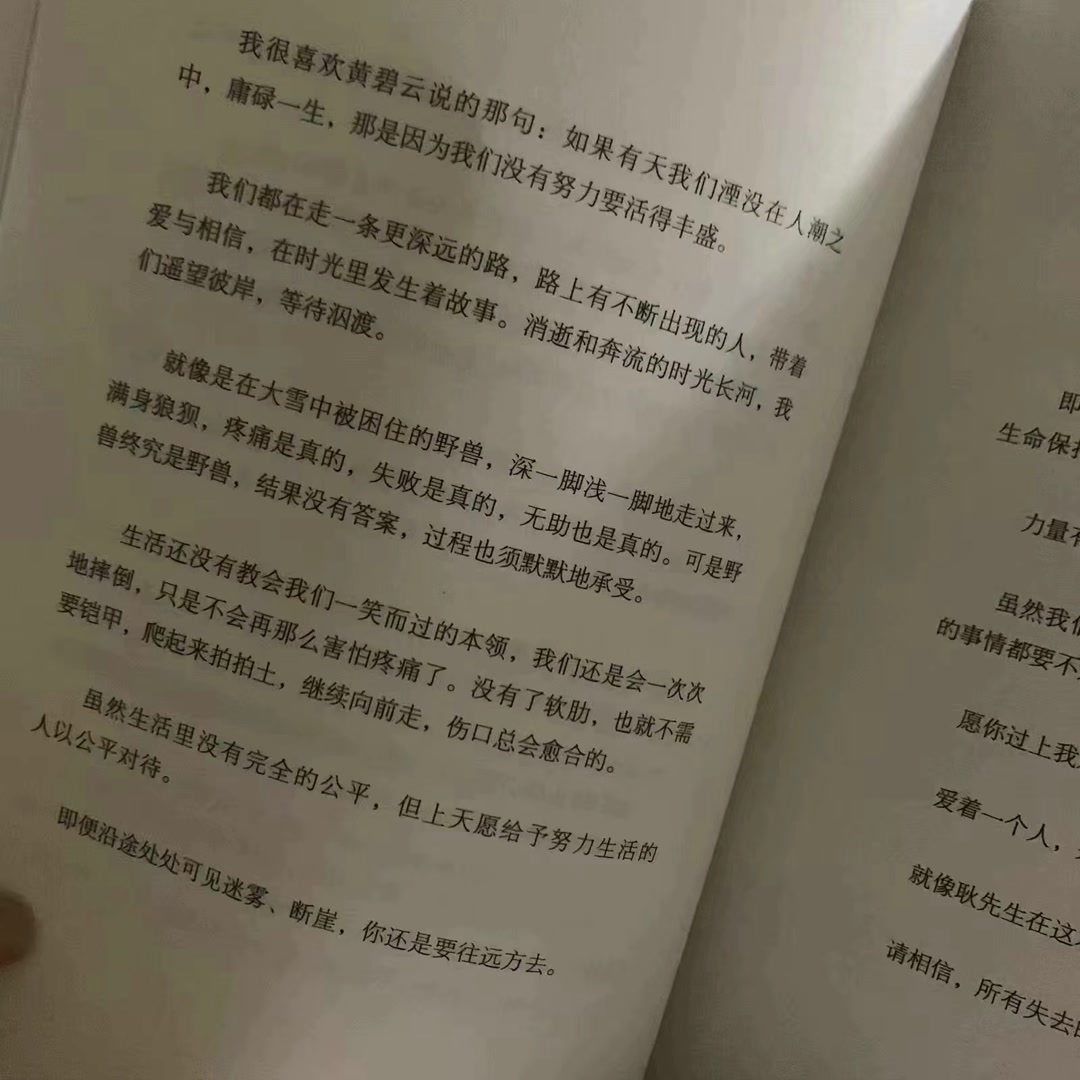 我很喜欢黄碧云说的那句：如果有天我们湮没在人潮之
中，庸碌一生，那是因为我们没有努力要活得丰盛。
我们都在走一条更深远的路，路上有不断出现的人，带着
爱与相信，在时光里发生着故事。消逝和奔流的时光长河，我
们遥望彼岸，等待泅渡。
就像是在大雪中被困住的野兽，深一脚浅一脚地走过来，
满身狼狈，疼痛是真的，失败是真的，无助也是真的。可是野
兽终究是野兽，结果没有答案，过程也须默默地承受。
生活还没有教会我们一笑而过的本领，我们还是会一次次
地摔倒，只是不会再那么害怕疼痛了。没有了软肋，也就不需
要铠甲，爬起来拍拍土，继续向前走，伤口总会愈合的。
虽然生活里没有完全的公平，但上天愿给予努力生活的
人以公平对待。
即便沿途处处可见迷雾、断崖，你还是要往远方去。
即
生命保持
力量有
虽然我们
的事情都要不
愿你过上我
爱着一个人，
就像耿先生在这
请相信，所有失去的